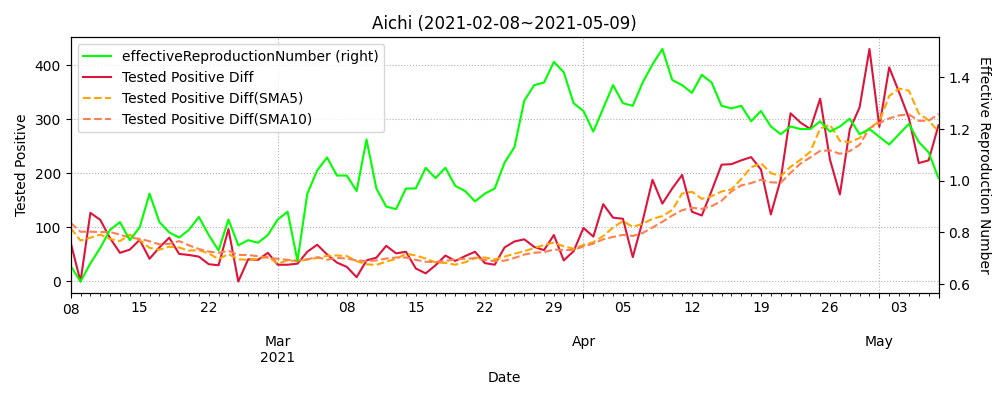 Aichi (2021-02-08~2021-05-09)
effectiveReproductionNumber (right)
Tested Positive Diff
Tested Positive Diff(SMA5)
Tested Positive Diff(SMA10)
Tested Positive
400
300
200
100
0
1.4
1.2
1.0
0.8
0.6
Effective Reproduction Number
08 15 22 08 15 22 29 05 12 19 26 03
Mar Apr May
2021
Date